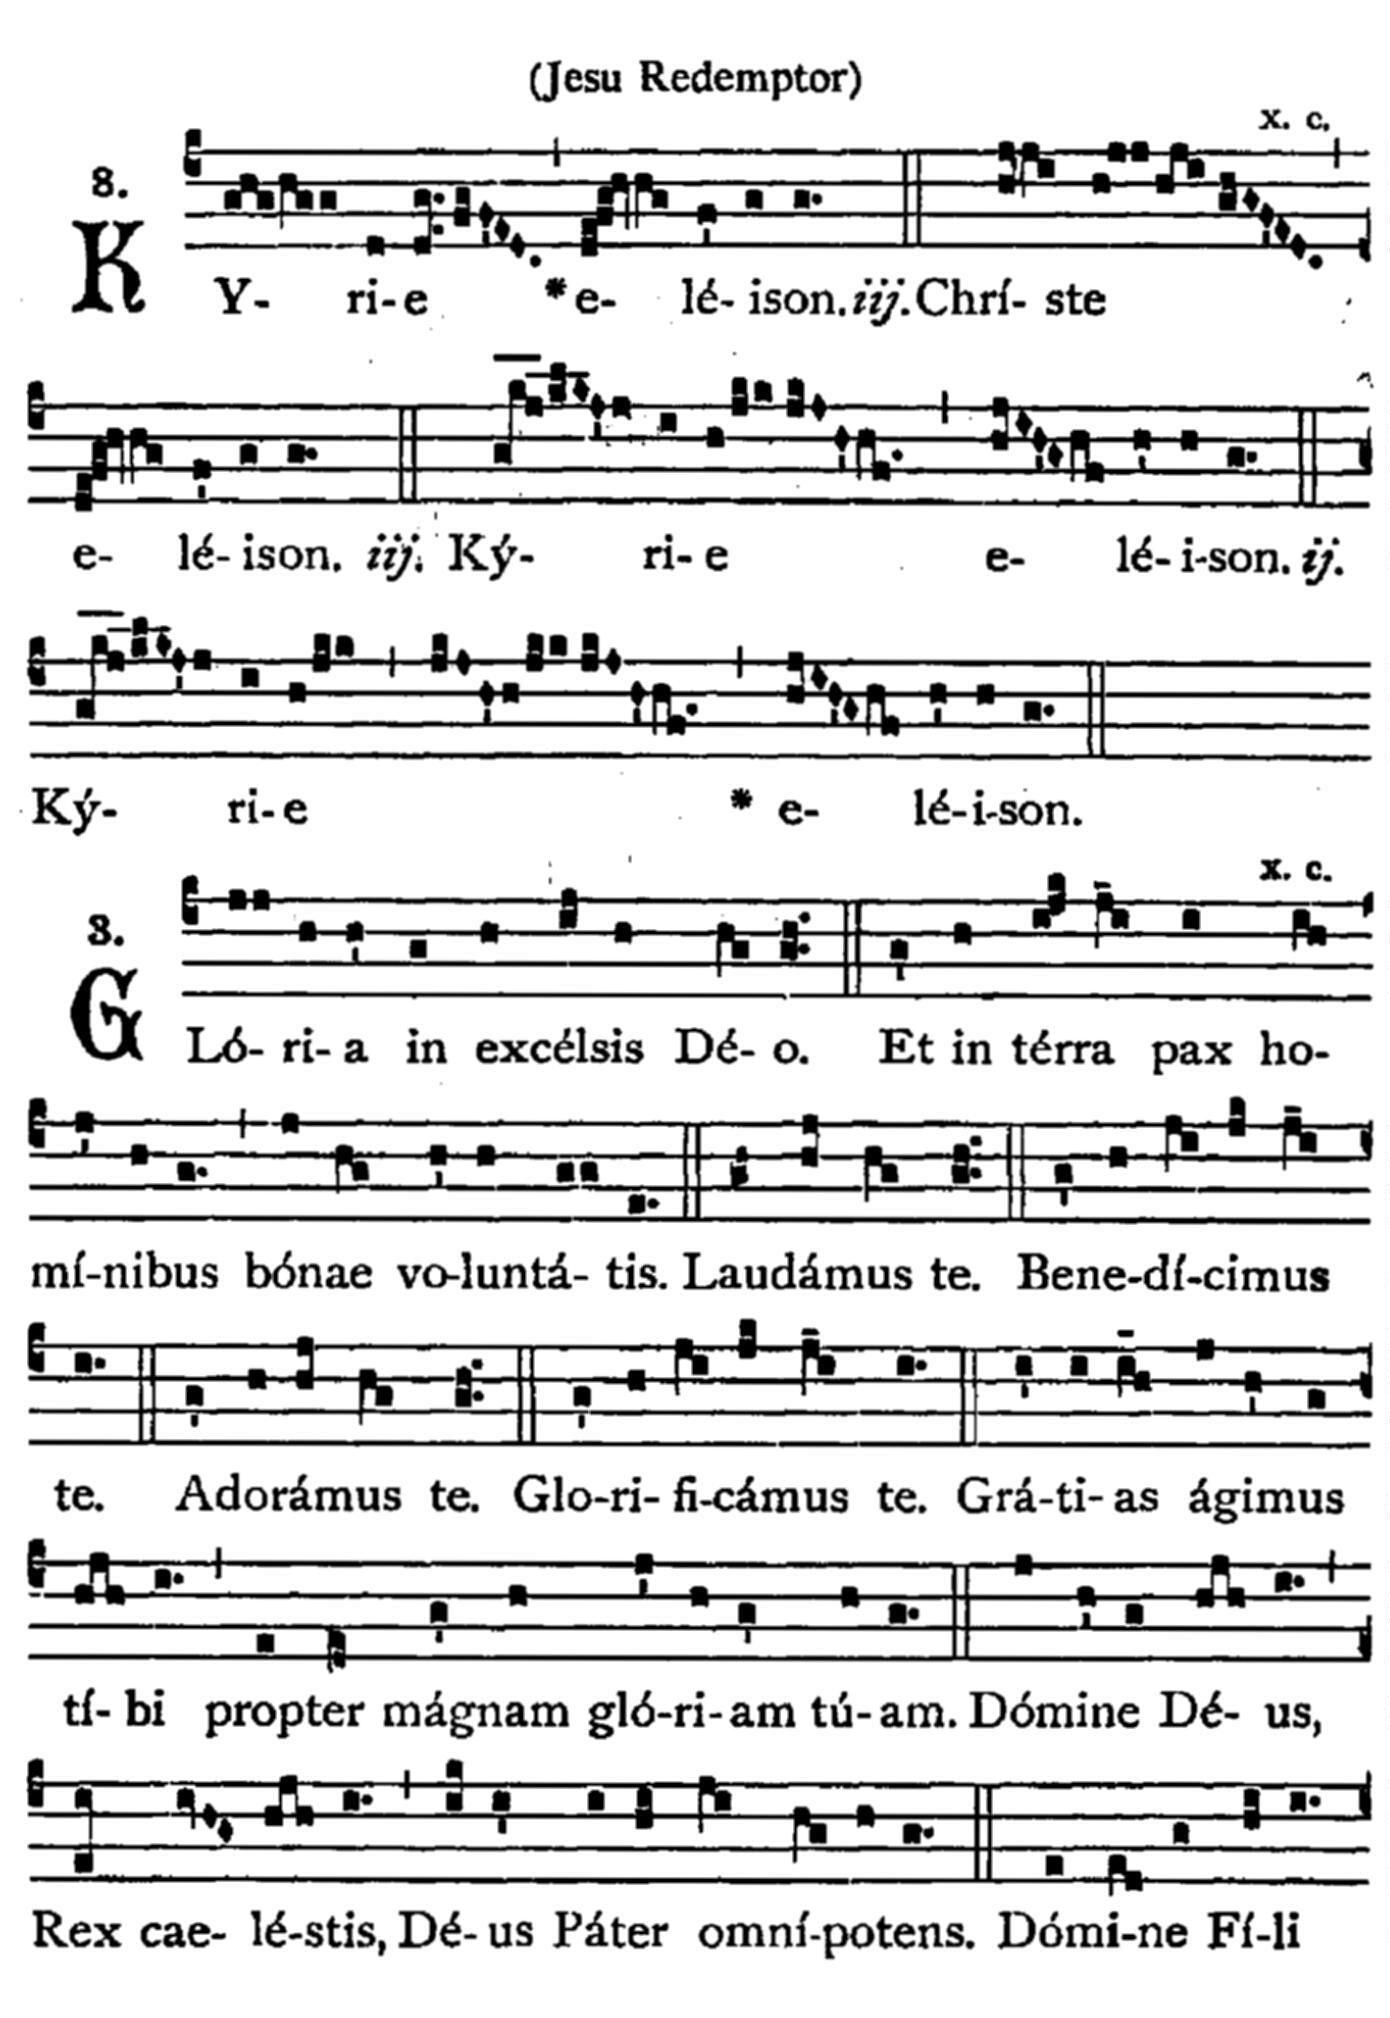 (Jesu Redemptor)
x. c.
8.
KY- ri-e * e- lé- ison. iij. Chrí- ste
e- lé- ison. iij. Ký- ri- e e- lé- i-son. ij.
Ký- ri- e * e- lé-i-son.
x. c.
3.
GLó- ri- a in excélsis Dé- o. Et in térra pax ho-
mí-nibus bónae vo-luntá- tis. Laudámus te. Bene-dí-cimus
te. Adorámus te. Glo-ri- fi-cámus te. Grá-ti- as ágimus
tí- bi propter mágnam gló-ri- am tú- am. Dómine Dé- us,
Rex cae- lé-stis, Dé- us Páter omní-potens. Dómi-ne Fí-li